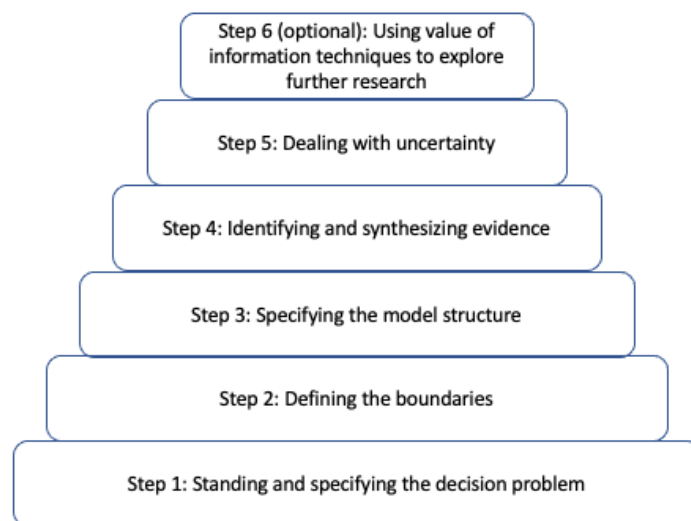 Step 6 (optional): Using value of
information techniques to explore
further research
Step 5: Dealing with uncertainty
Step 4: Identifying and synthesizing evidence
Step 3: Specifying the model structure
Step 2: Defining the boundaries
Step 1: Standing and specifying the decision problem